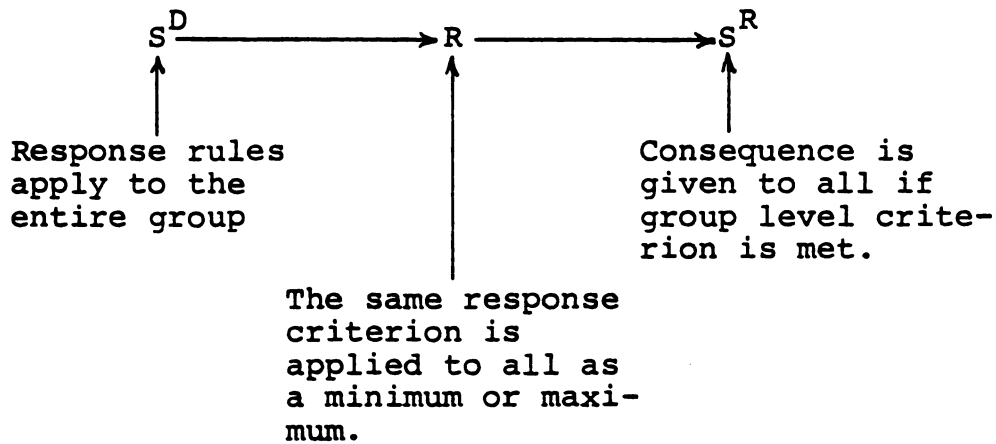 S^D R S^R
Response rules
apply to the
entire group
Consequence is
given to all if
group level crite-
rion is met.
The same response
criterion is
applied to all as
a minimum or maxi-
mum.